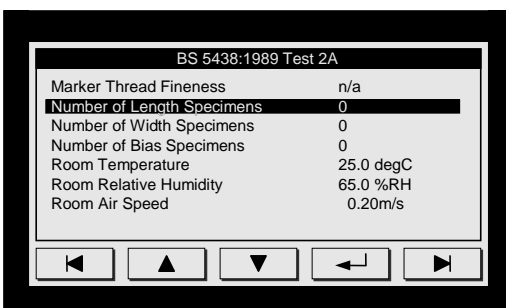 BS 5438:1989 Test 2A
Marker Thread Fineness n/a
Number of Length Specimens 0
Number of Width Specimens 0
Number of Bias Specimens 0
Room Temperature 25.0 degC
Room Relative Humidity 65.0 %RH
Room Air Speed 0.20m/s